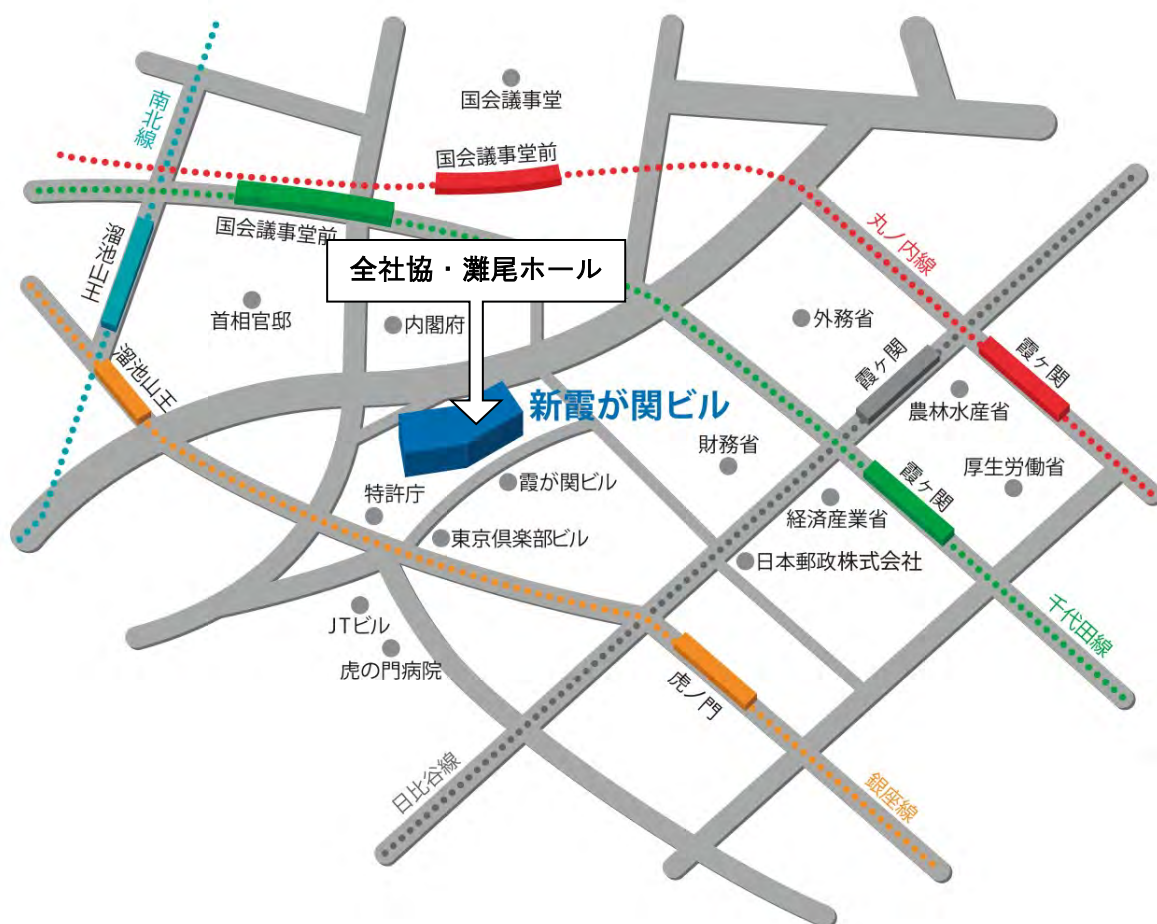 国会議事堂
南北線
国会議事堂前
国会議事堂前
溜池山王
丸ノ内線
全社協・灘尾ホール
首相官邸
内閣府
外務省
溜池山王
霞ヶ関
霞ヶ関
農林水産省
新霞が関ビル
財務省
厚生労働省
霞が関ビル
特許庁
霞ヶ関
経済産業省
東京倶楽部ビル
日本郵政株式会社
JTビル
虎の門病院
千代田線
虎ノ門
日比谷線
銀座線